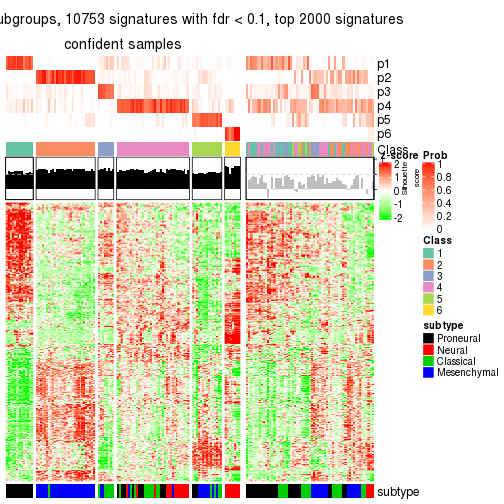 ubgroups, 10753 signatures with fdr < 0.1, top 2000 signatures
confident samples
p1
p2
p3
p4
p5
p6
Class
z-score
2
1
0
-1
-2
Silhouette
score
Prob
1
0.8
0.6
0.4
0.2
0
Class
1
2
3
4
5
6
subtype
Proneural
Neural
Classical
Mesenchymal
subtype